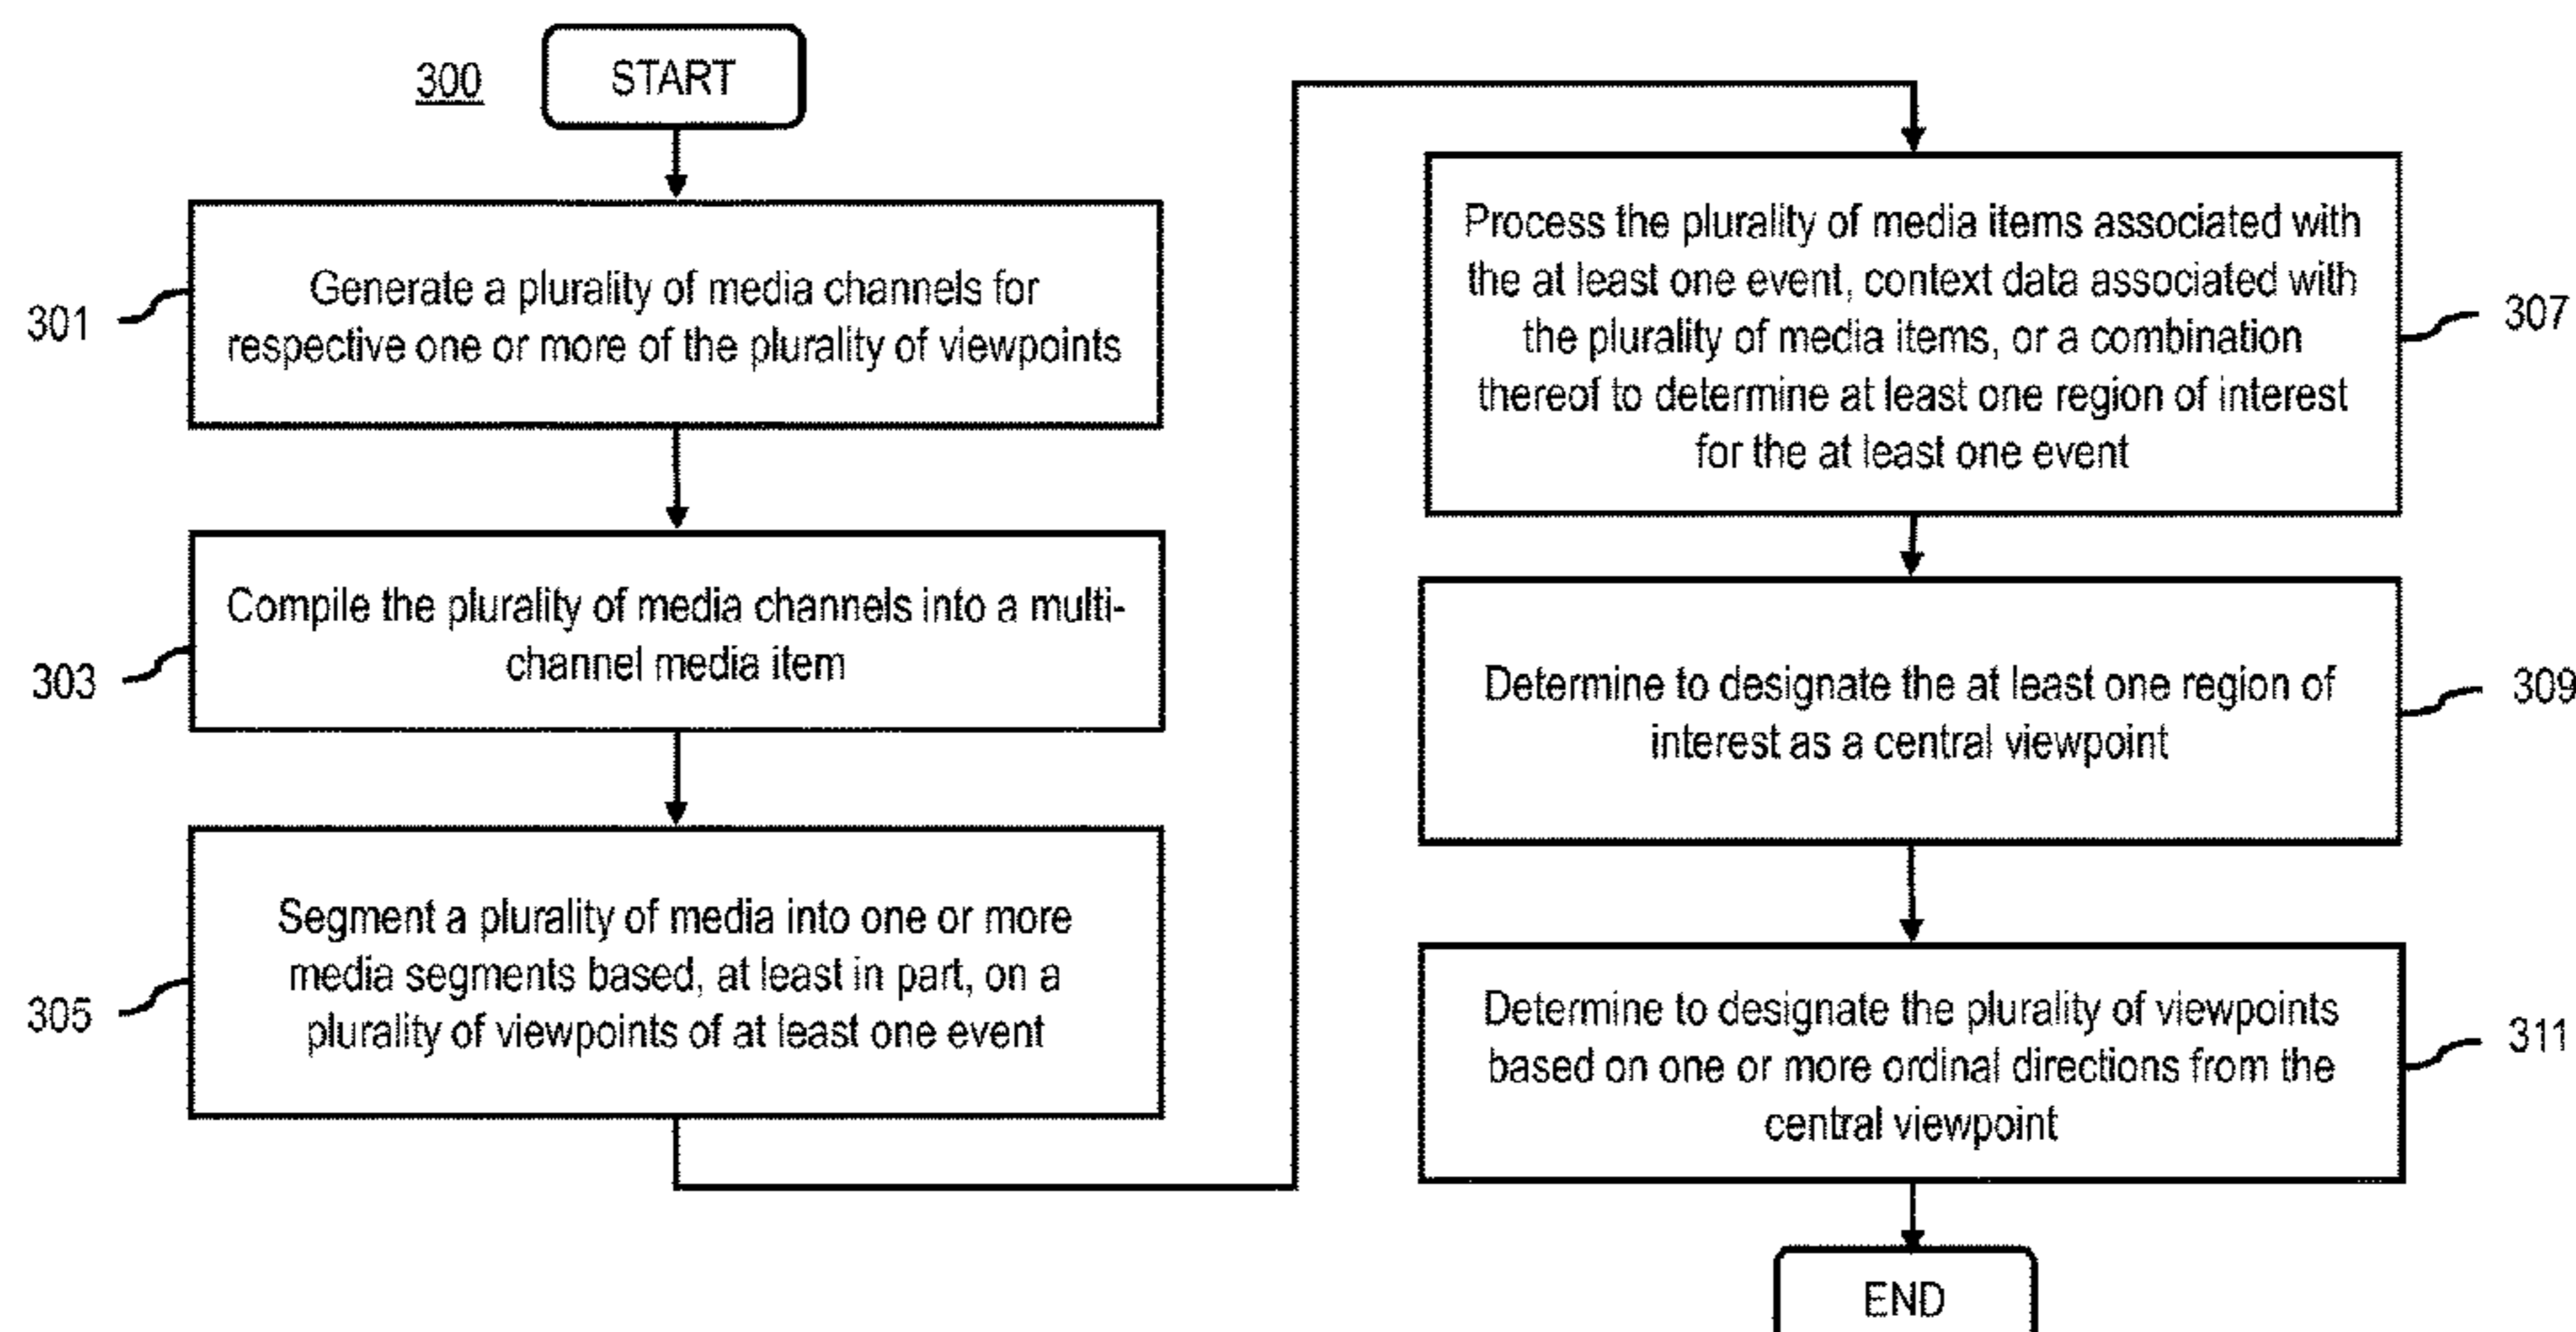 300
START
301
Generate a plurality of media channels for
respective one or more of the plurality of viewpoints
303
Compile the plurality of media channels into a multi-
channel media item
305
Segment a plurality of media into one or more
media segments based, at least in part, on a
plurality of viewpoints of at least one event
Process the plurality of media items associated with
the at least one event, context data associated with
the plurality of media items, or a combination
thereof to determine at least one region of interest
for the at least one event
307
Determine to designate the at least one region of
interest as a central viewpoint
309
Determine to designate the plurality of viewpoints
based on one or more ordinal directions from the
central viewpoint
311
END